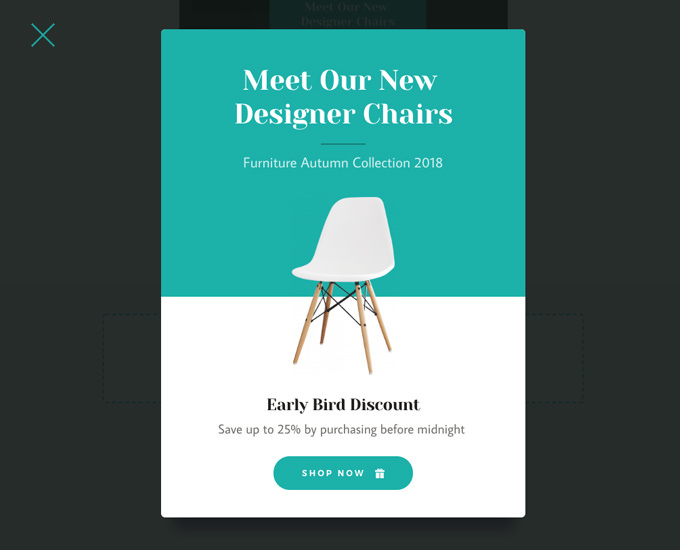 Meet Our New
Designer Chairs
Meet Our New
Designer Chairs
Furniture Autumn Collection 2018
Early Bird Discount
Save up to 25% by purchasing before midnight
SHOP NOW